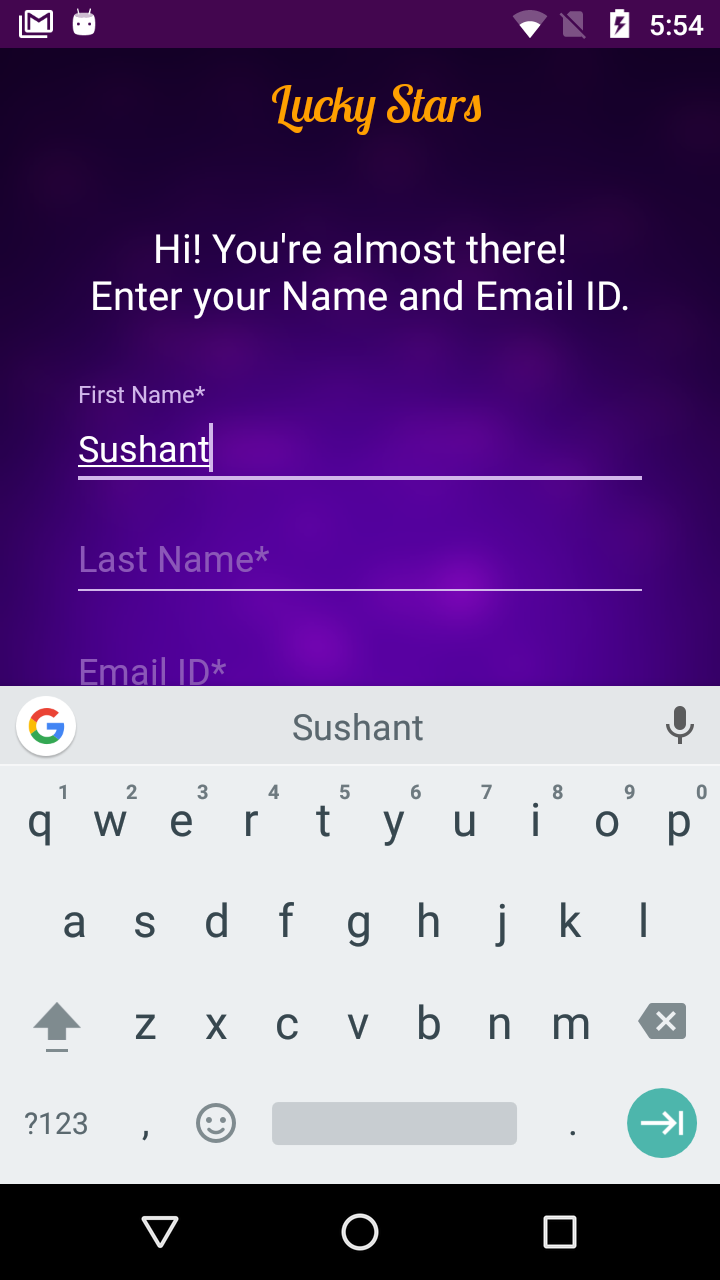 5:54
Lucky Stars
Hi! You're almost there!
Enter your Name and Email ID.
First Name*
Sushant
Last Name*
Email ID*
Sushant
1 2 3 4 5 6 7 8 9 0
q w e r t y u i o p
a s d f g h j k l
z x c v b n m
?123 , .